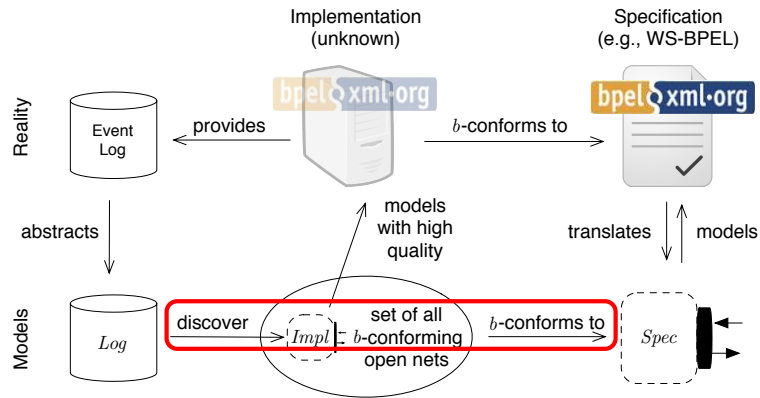 Implementation
(unknown)
Specification
(e.g., WS-BPEL)
bpel xml·org
bpel xml·org
Reality
Event
Log
provides
b-conforms to
abstracts
models
with high
quality
translates
models
Models
Log
discover
Impl
set of all
b-conforming
open nets
b-conforms to
Spec